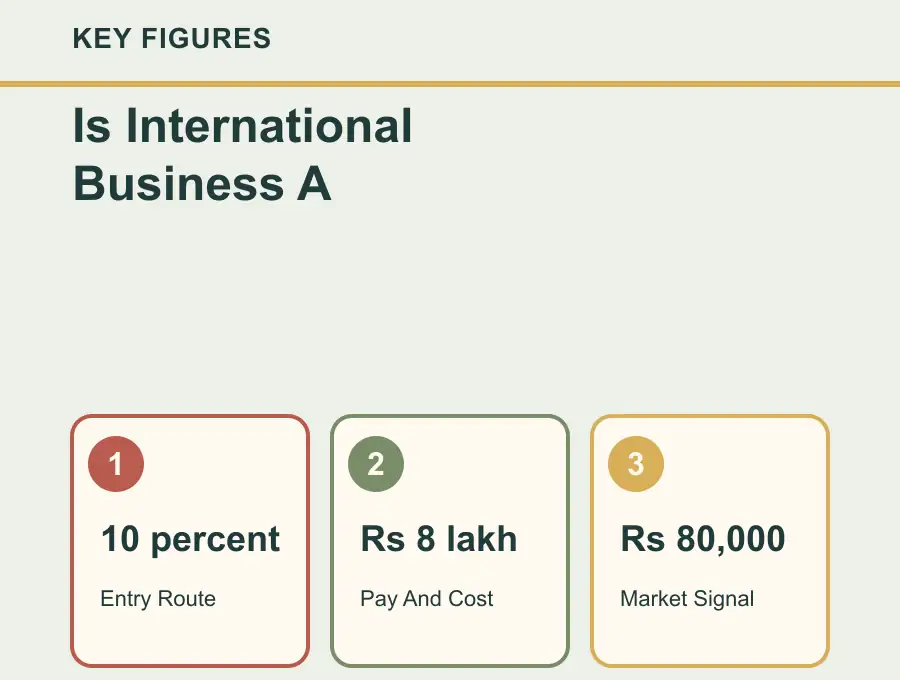 KEY FIGURES
Is International
Business A
1
10 percent
Entry Route
2
Rs 8 lakh
Pay And Cost
3
Rs 80,000
Market Signal